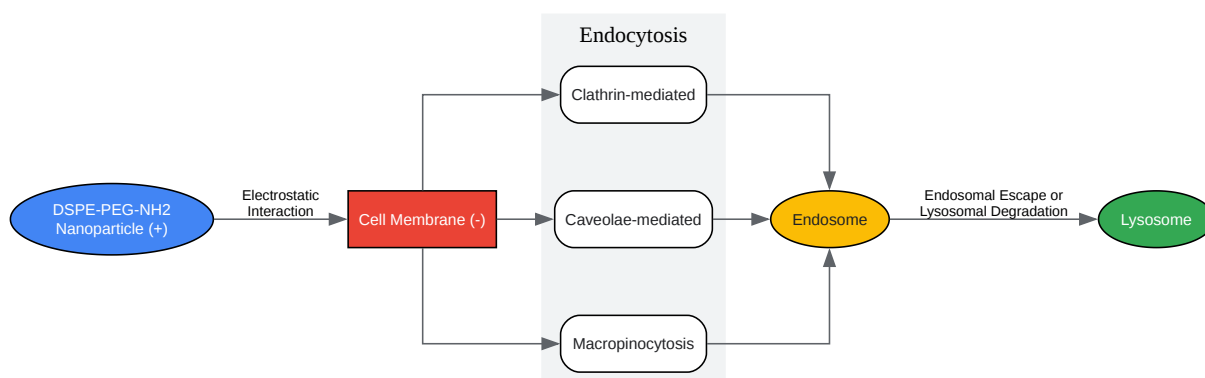 Endocytosis
Clathrin-mediated
DSPE-PEG-NH2
Nanoparticle (+)
Electrostatic
Interaction
Cell Membrane (-)
Caveolae-mediated
Endosome
Endosomal Escape or
Lysosomal Degradation
Lysosome
Macropinocytosis